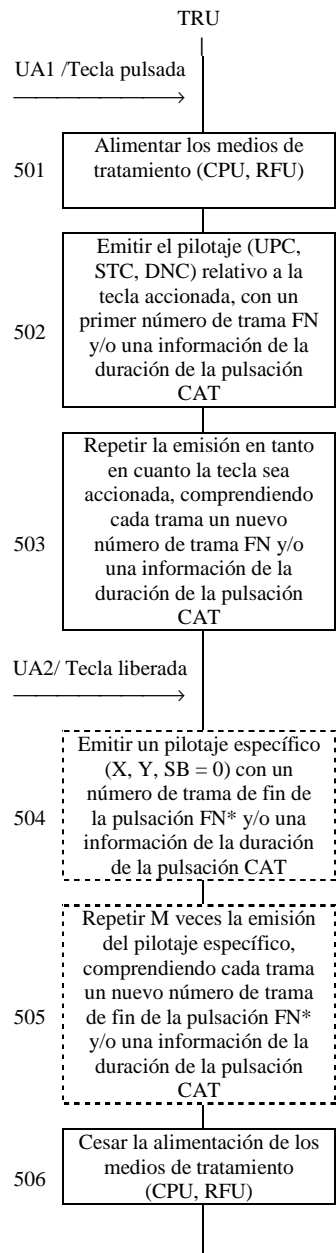 TRU
UA1 /Tecla pulsada
501
Alimentar los medios de
tratamiento (CPU, RFU)
502
Emitir el pilotaje (UPC,
STC, DNC) relativo a la
tecla accionada, con un
primer número de trama FN
y/o una información de la
duración de la pulsación
CAT
503
Repetir la emisión en tanto
en cuanto la tecla sea
accionada, comprendiendo
cada trama un nuevo
número de trama FN y/o
una información de la
duración de la pulsación
CAT
UA2/ Tecla liberada
504
Emitir un pilotaje específico
(X, Y, SB = 0) con un
número de trama de fin de
la pulsación FN* y/o una
información de la duración
de la pulsación CAT
505
Repetir M veces la emisión
del pilotaje específico,
comprendiendo cada trama
un nuevo número de trama
de fin de la pulsación FN*
y/o una información de la
duración de la pulsación
CAT
506
Cesar la alimentación de los
medios de tratamiento
(CPU, RFU)